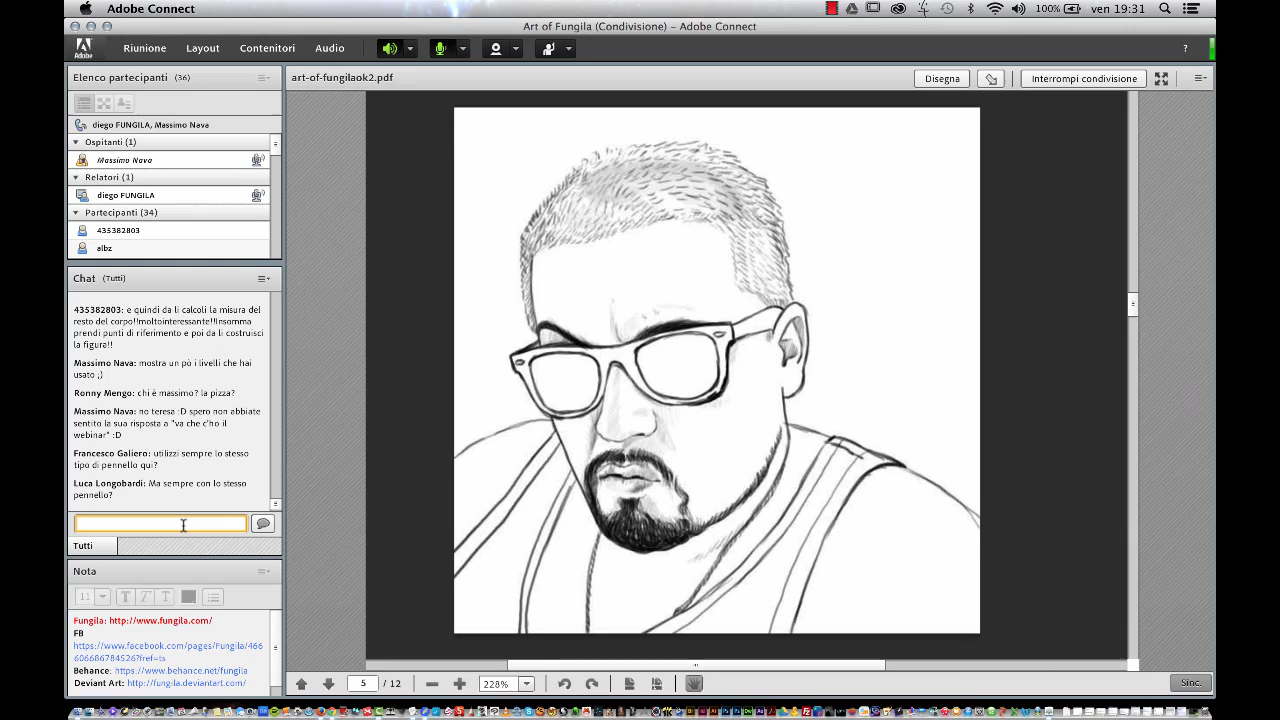 Adobe Connect
100%
ven 19:31
Art of Fungila (Condivisione) – Adobe Connect
Adobe
Riunione
Layout
Contenitori
Audio
?
Elenco partecipanti (36)
diego FUNGILA, Massimo Nava
Ospitanti (1)
Massimo Nava
Relatori (1)
diego FUNGILA
Partecipanti (34)
435382803
albz
Chat (Tutti)
435382803: e quindi da li calcoli la misura del
resto del corpo!!moltointeressante!!Insomma
prendi punti di riferimento e poi da li costruisci
la figura!!
Massimo Nava: mostra un pò i livelli che hai
usato ;)
Ronny Mengo: chi è massimo? la pizza?
Massimo Nava: no teresa :D spero non abbiate
sentito la sua risposta a "va che c'ho il
webinar" :D
Francesco Galiero: utilizzi sempre lo stesso
tipo di pennello qui?
Luca Longobardi: Ma sempre con lo stesso
pennello?
Tutti
Nota
11
T T T
Fungila: http://www.fungila.com/
FB
https://www.facebook.com/pages/Fungila/466
606686784526?fref=ts
Behance: https://www.behance.net/fungila
Deviant Art: http://fungila.deviantart.com/
art-of-fungilaok2.pdf
Disegna
Interrompi condivisione
5 / 12
228%
Sinc.